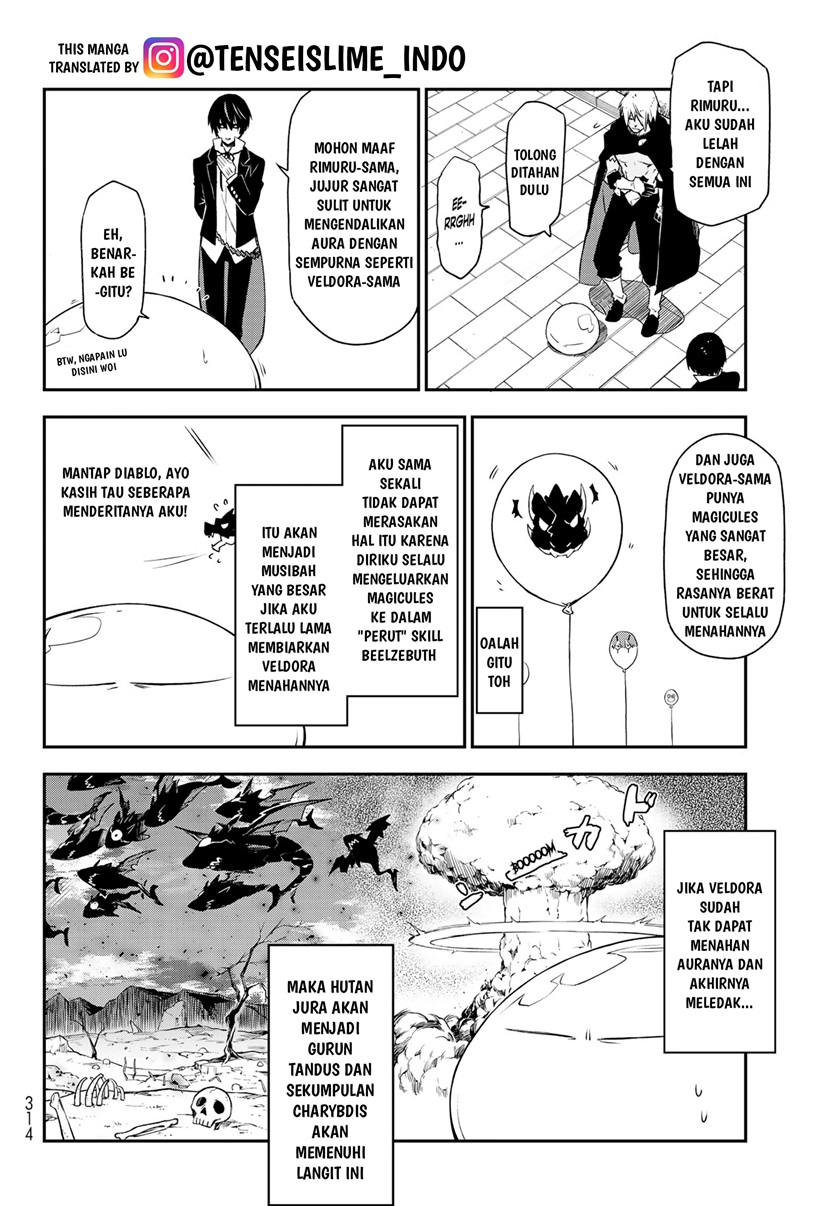 THIS MANGA
TRANSLATED BY
@TENSEISLIME_INDO
TAPI
RIMURU...
AKU SUDAH
LELAH
DENGAN
SEMUA INI
TOLONG
DITAHAN
DULU
EE-
RRGHH
...
MOHON MAAF
RIMURU-SAMA,
JUJUR SANGAT
SULIT UNTUK
MENGENDALIKAN
AURA DENGAN
SEMPURNA SEPERTI
VELDORA-SAMA
EH,
BENAR-
KAH BE
-GITU?
BTW, NGAPAIN LU
DISINI WOI
DAN JUGA
VELDORA-SAMA
PUNYA
MAGICULES
YANG SANGAT
BESAR,
SEHINGGA
RASANYA BERAT
UNTUK SELALU
MENAHANNYA
OALAH
GITU
TOH
AKU SAMA
SEKALI
TIDAK DAPAT
MERASAKAN
HAL ITU KARENA
DIRIKU SELALU
MENGELUARKAN
MAGICULES
KE DALAM
"PERUT" SKILL
BEELZEBUTH
ITU AKAN
MENJADI
MUSIBAH
YANG BESAR
JIKA AKU
TERLALU LAMA
MEMBIARKAN
VELDORA
MENAHANNYA
MANTAP DIABLO, AYO
KASIH TAU SEBERAPA
MENDERITANYA AKU!
JIKA VELDORA
SUDAH
TAK DAPAT
MENAHAN
AURANYA DAN
AKHIRNYA
MELEDAK...
ドカン
BOOOOOM
MAKA HUTAN
JURA AKAN
MENJADI
GURUN
TANDUS DAN
SEKUMPULAN
CHARYBDIS
AKAN
MEMENUHI
LANGIT INI
314